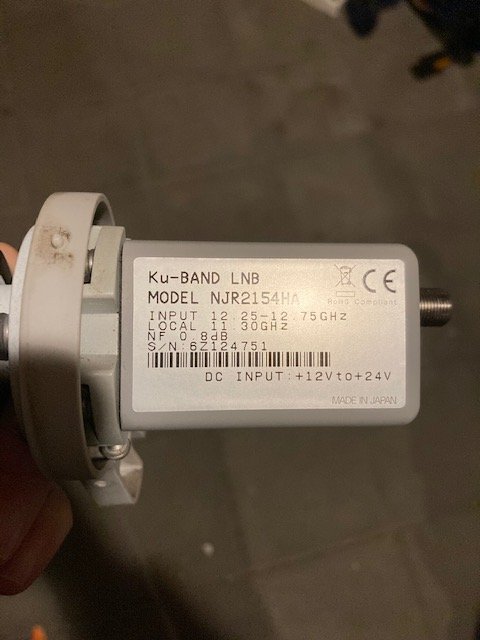 Ku-BAND LNB
MODEL NJR2154HA
CE
RoHS Compliant
INPUT 12.25-12.75GHz
LOCAL 11.30GHz
NF 0.8dB
S/N:6Z124751
DC INPUT:+12Vto+24V
MADE IN JAPAN